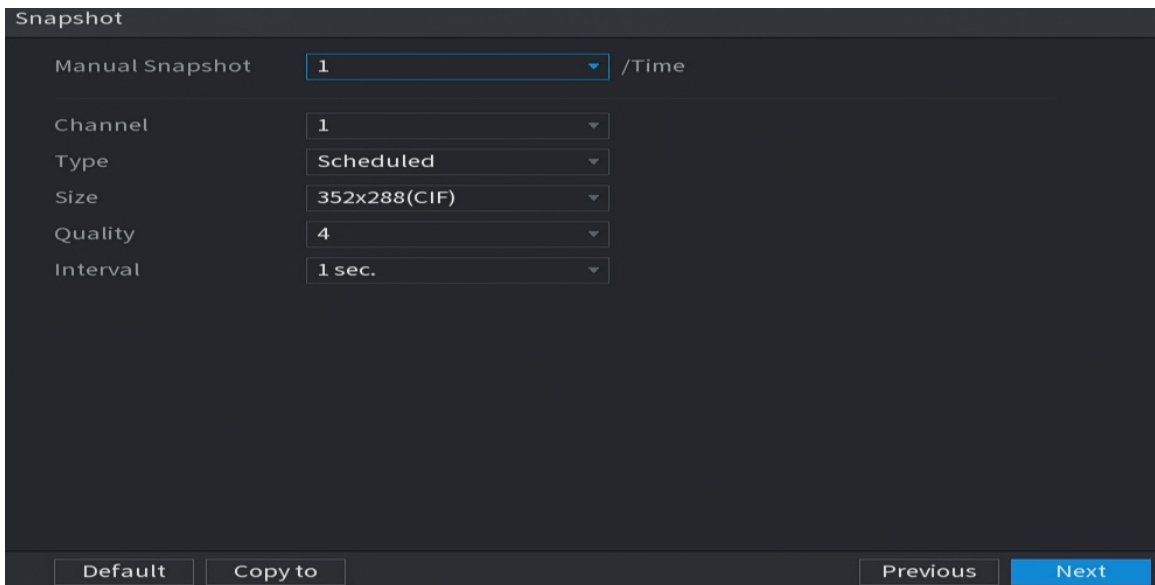 Snapshot
Manual Snapshot 1 /Time
Channel 1
Type Scheduled
Size 352x288(CIF)
Quality 4
Interval 1 sec.
Default Copy to Previous Next